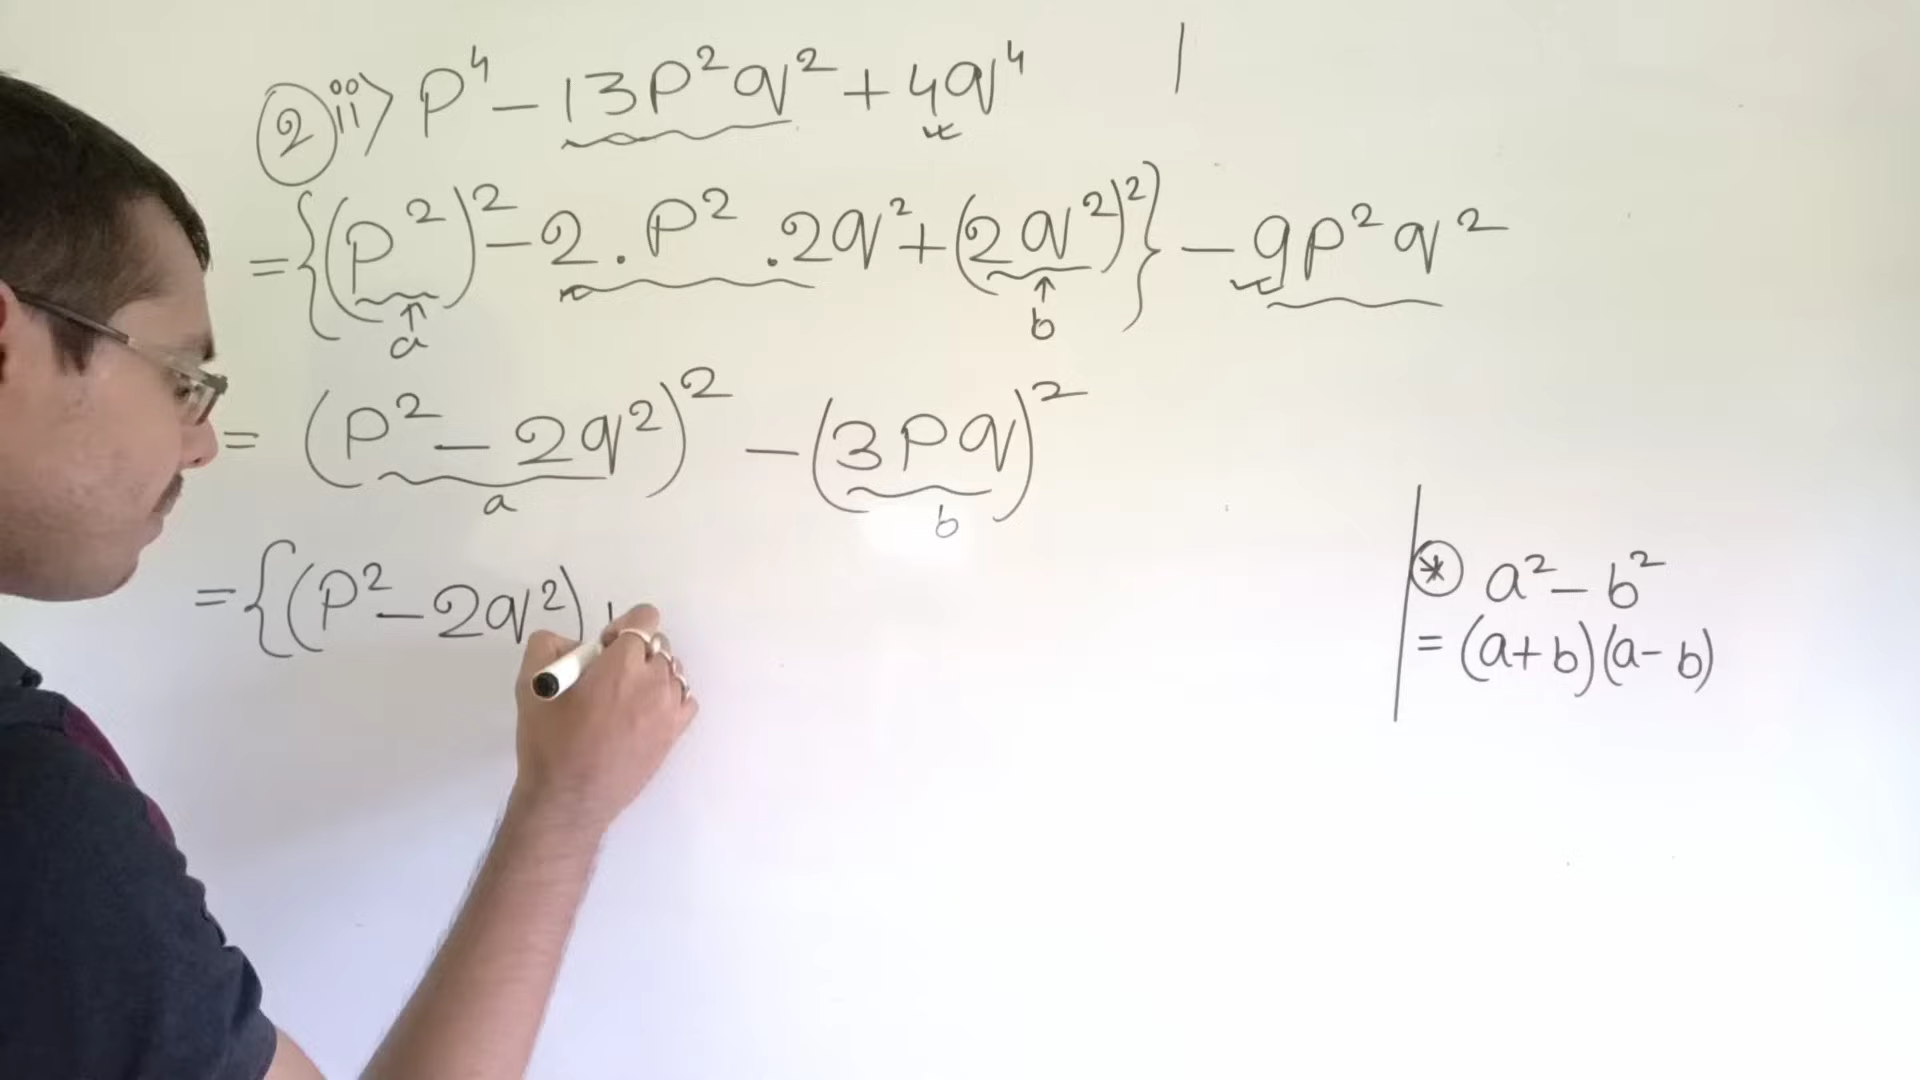 ② ii> p⁴ - 13p²q² + 4q⁴
= {(p²)² - 2 . p² . 2q² + (2q²)²} - 9p²q²
a b
= (p² - 2q²)² - (3pq)²
a b
= {(p² - 2q²)
* a² - b²
= (a+b)(a-b)